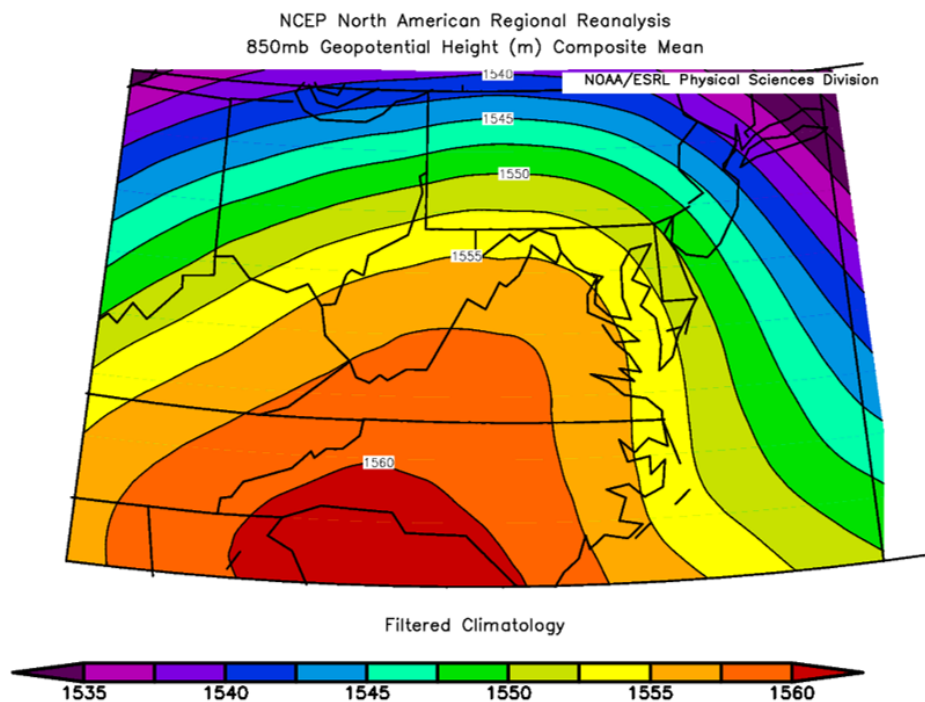 NCEP North American Regional Reanalysis
850mb Geopotential Height (m) Composite Mean
NOAA/ESRL Physical Sciences Division
1540
1545
1550
1555
1560
Filtered Climatology
1535 1540 1545 1550 1555 1560